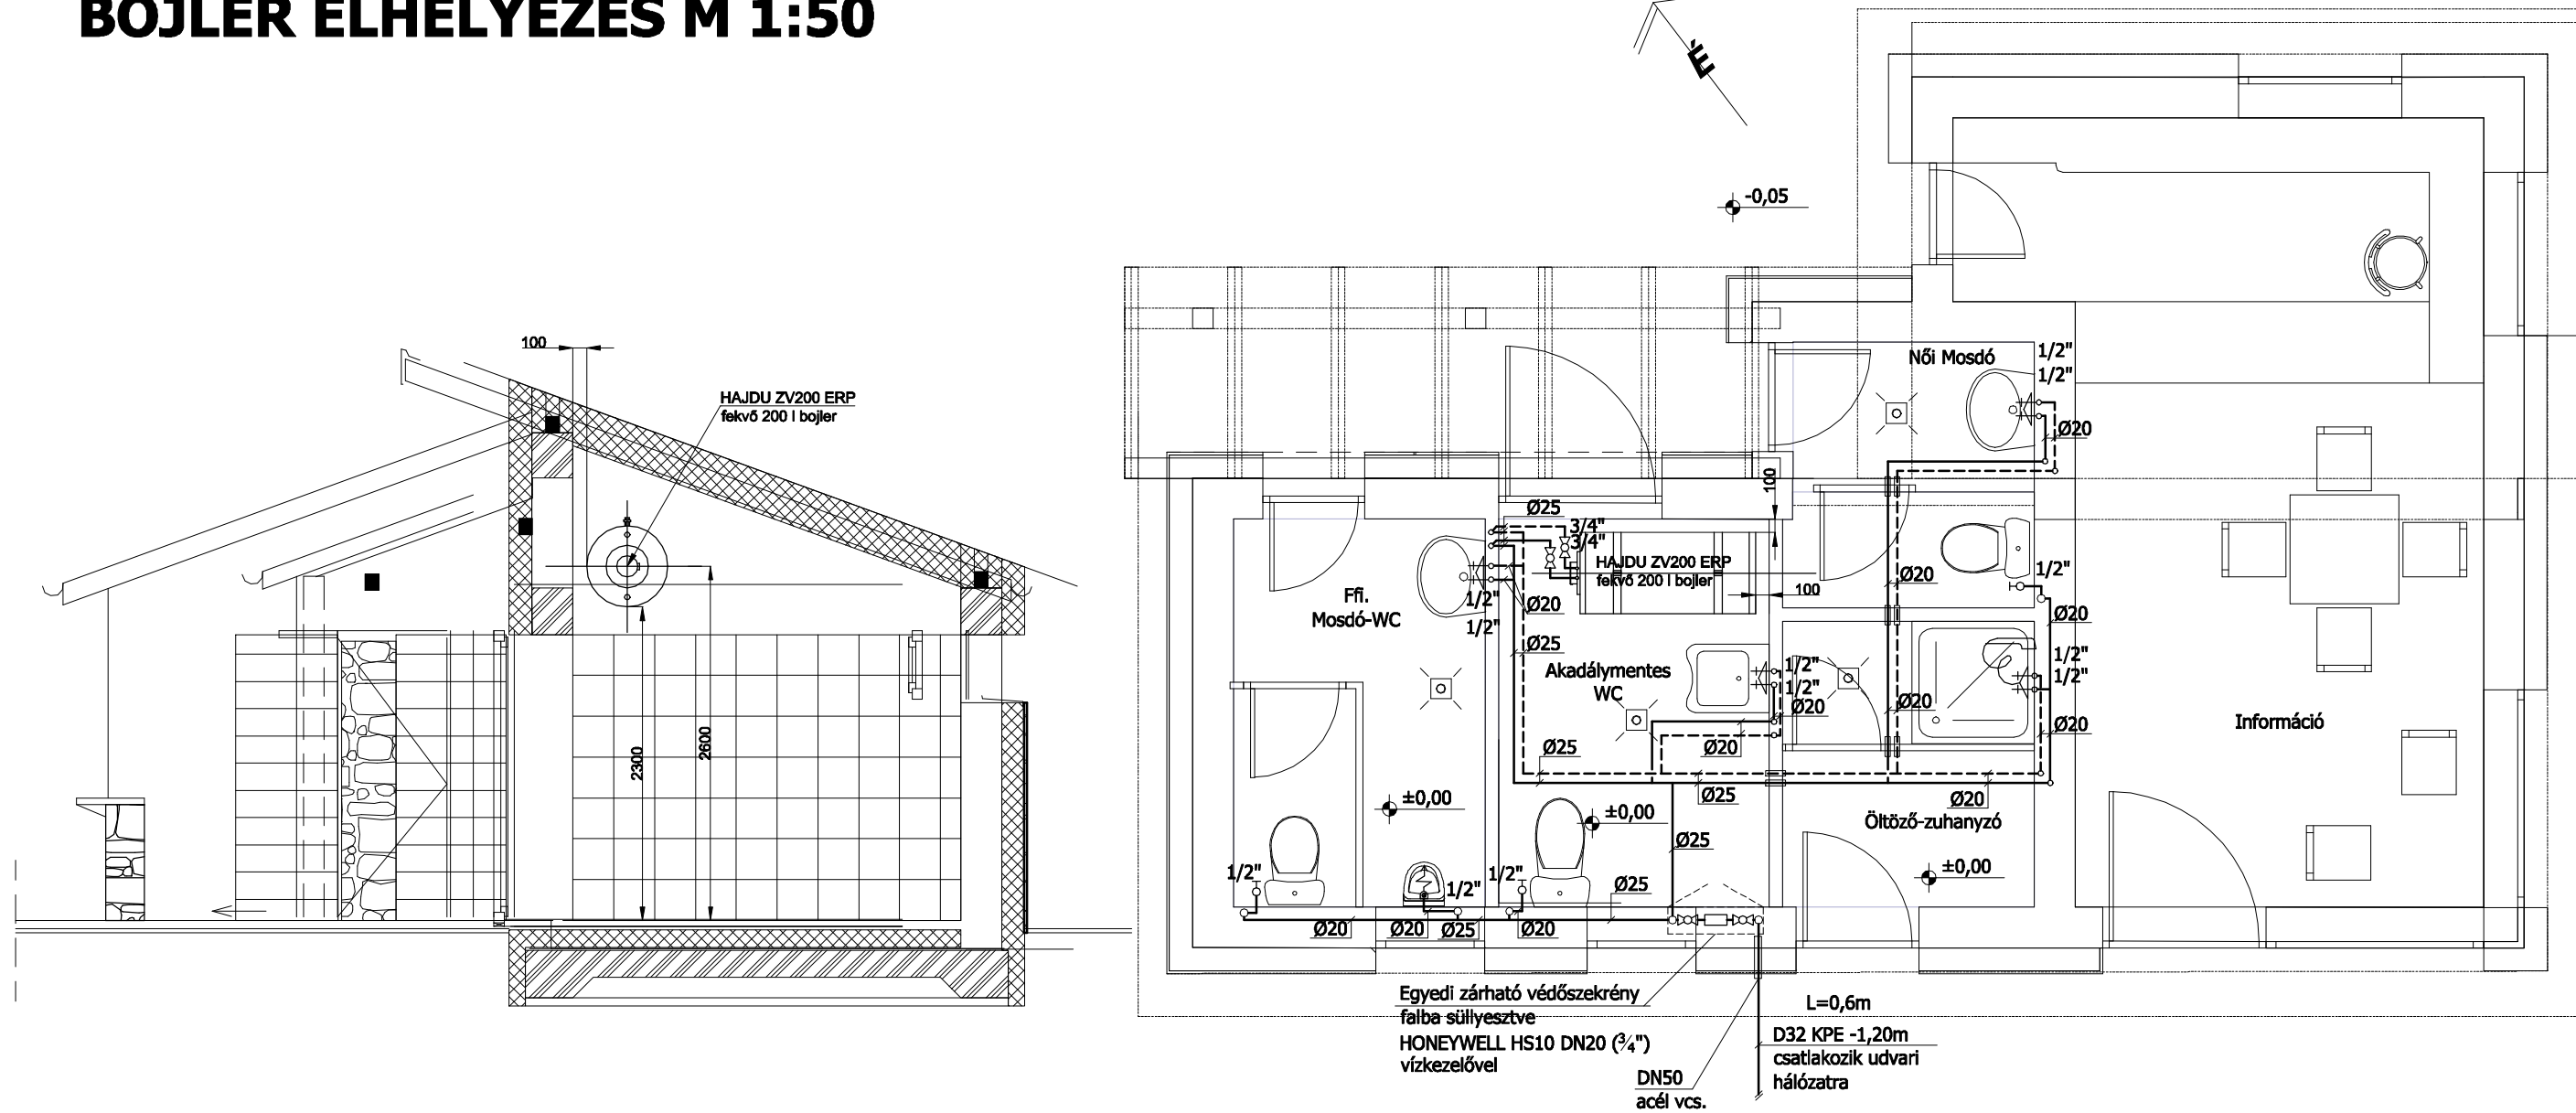 BOJLER ELHELYEZÉS M 1:50
É
-0,05
100
HAJDU ZV200 ERP
fekvő 200 l bojler
2300
2600
Női Mosdó
1/2"
1/2"
Ø20
100
Ø25
3/4"
3/4"
HAJDU ZV200 ERP
fekvő 200 l bojler
100
Ø20
1/2"
Ffi.
Mosdó-WC
1/2"
1/2"
Ø20
Ø20
Ø25
Akadálymentes
WC
1/2"
1/2"
Ø20
Ø20
1/2"
1/2"
Ø20
Ø20
Információ
Ø25
Ø25
Ø20
±0,00
±0,00
Öltöző-zuhanyzó
Ø25
±0,00
1/2"
1/2"
1/2"
Ø25
Ø20
Ø20
Ø25
Ø20
Egyedi zárható védőszekrény
falba süllyesztve
HONEYWELL HS10 DN20 (¾")
vízkezelővel
L=0,6m
D32 KPE -1,20m
csatlakozik udvari
hálózatra
DN50
acél vcs.